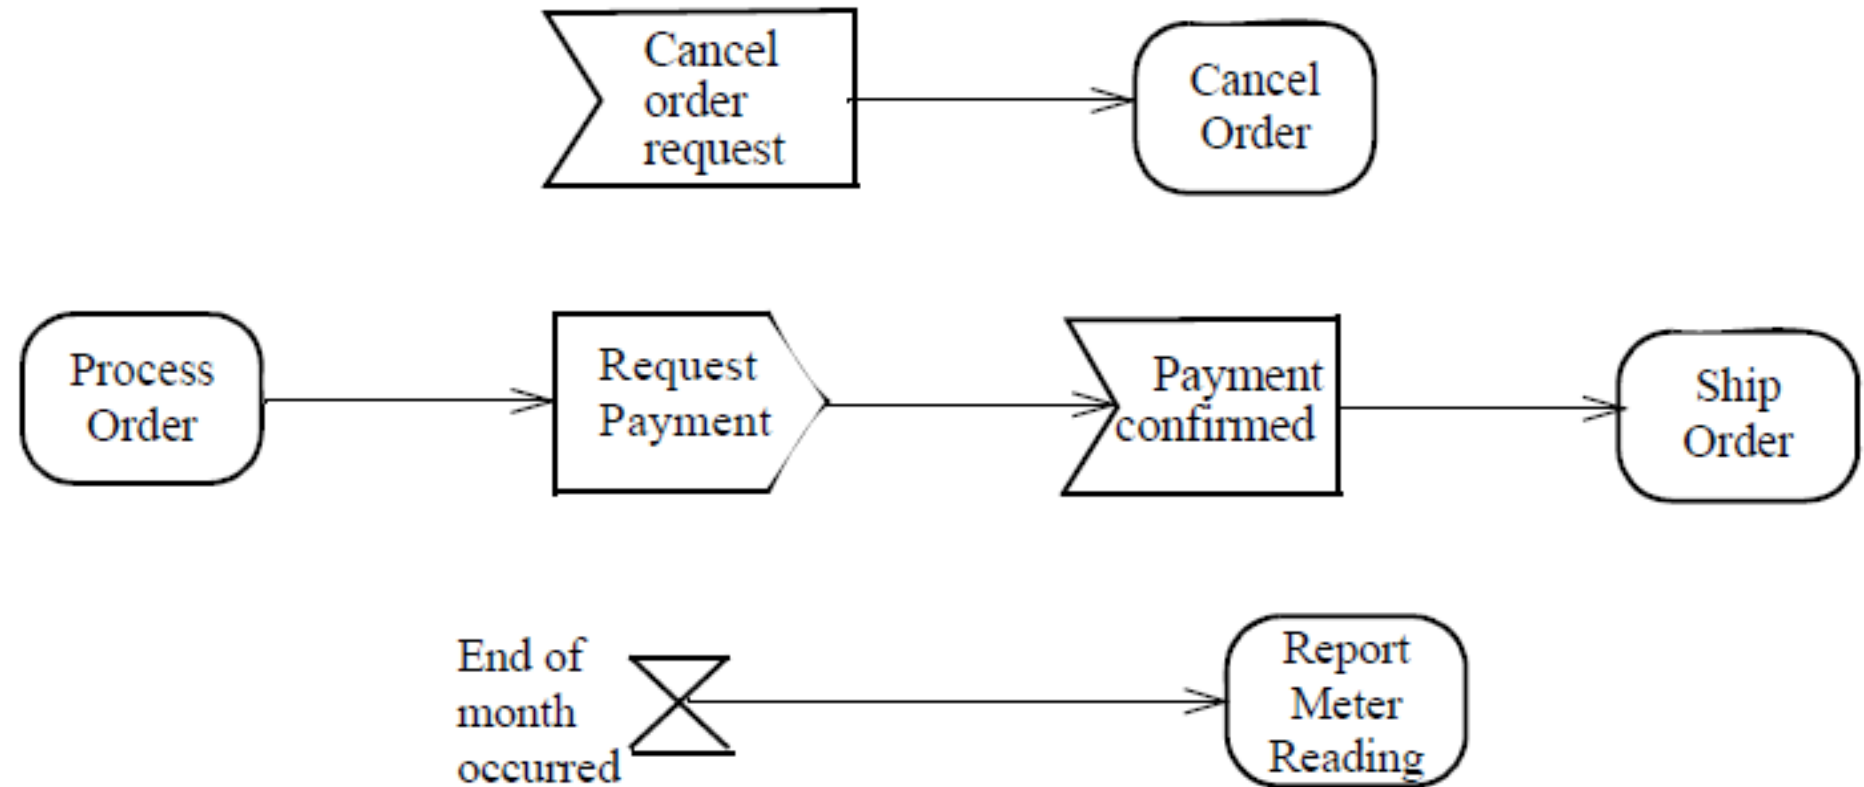 Cancel
order
request
Cancel
Order
Process
Order
Request
Payment
Payment
confirmed
Ship
Order
End of
month
occurred
Report
Meter
Reading